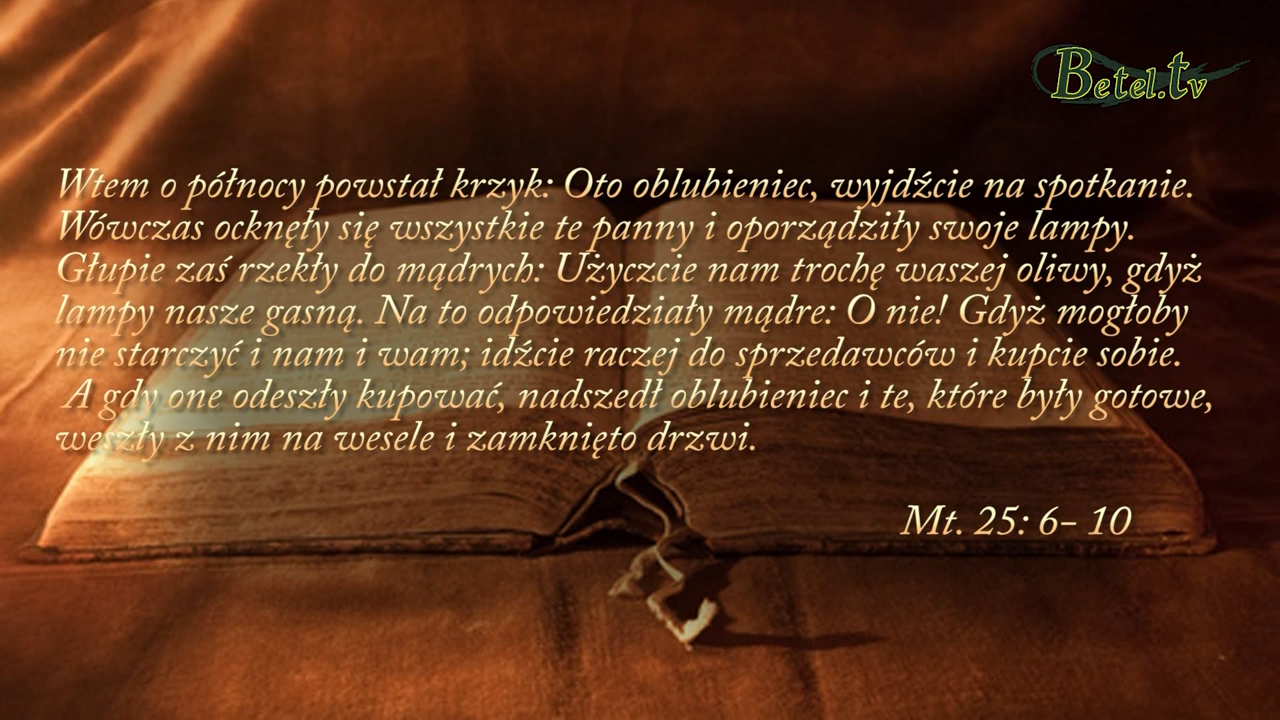 Betel.tv
Wtem o północy powstał krzyk: Oto oblubieniec, wyjdźcie na spotkanie.
Wówczas ocknęły się wszystkie te panny i oporządziły swoje lampy.
Głupie zaś rzekły do mądrych: Użyczcie nam trochę waszej oliwy, gdyż
lampy nasze gasną. Na to odpowiedziały mądre: O nie! Gdyż mogłoby
nie starczyć i nam i wam; idźcie raczej do sprzedawców i kupcie sobie.
A gdy one odeszły kupować, nadszedł oblubieniec i te, które były gotowe,
weszły z nim na wesele i zamknięto drzwi.
Mt. 25: 6– 10